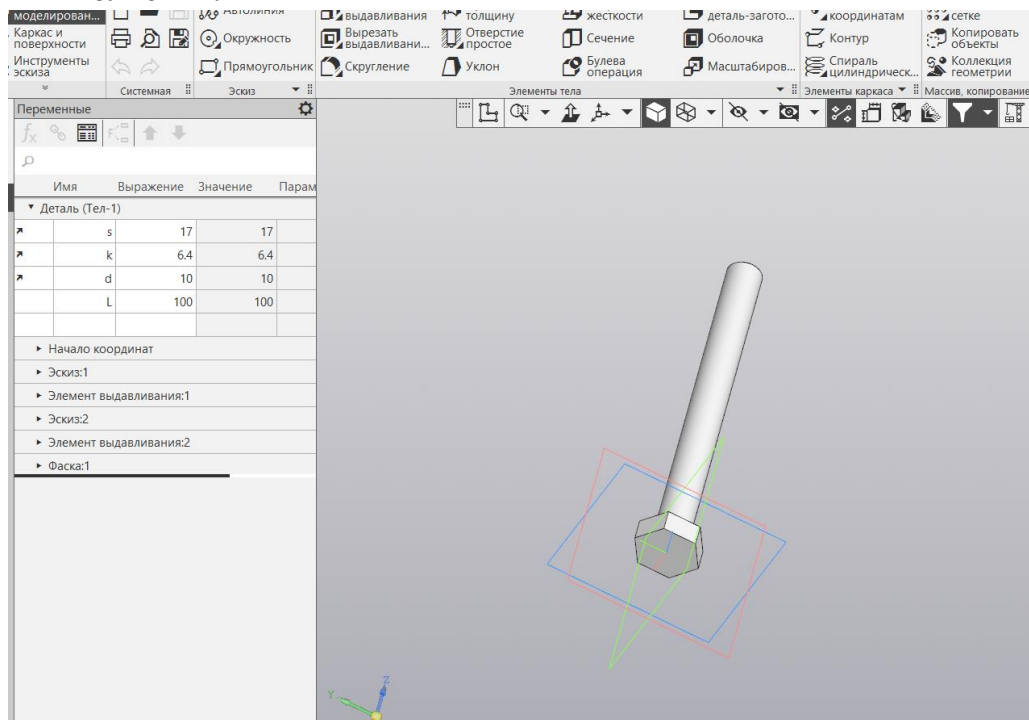 моделирован...
Каркас и
поверхности
Инструменты
эскиза
Системная
Автолиния
Окружность
Прямоугольник
Эскиз
выдавливания
Вырезать
выдавливани...
Скругление
толщину
Отверстие
простое
Уклон
жесткости
Сечение
Булева
операция
деталь-загото...
Оболочка
Масштабиров...
Элементы тела
координатам
Контур
Спираль
цилиндрическ...
Элементы каркаса
сетке
Копировать
объекты
Коллекция
геометрии
Массив, копирование
Переменные
Имя Выражение Значение Парам
Деталь (Тел-1)
s 17 17
k 6.4 6.4
d 10 10
L 100 100
Начало координат
Эскиз:1
Элемент выдавливания:1
Эскиз:2
Элемент выдавливания:2
Фаска:1
Z
Y